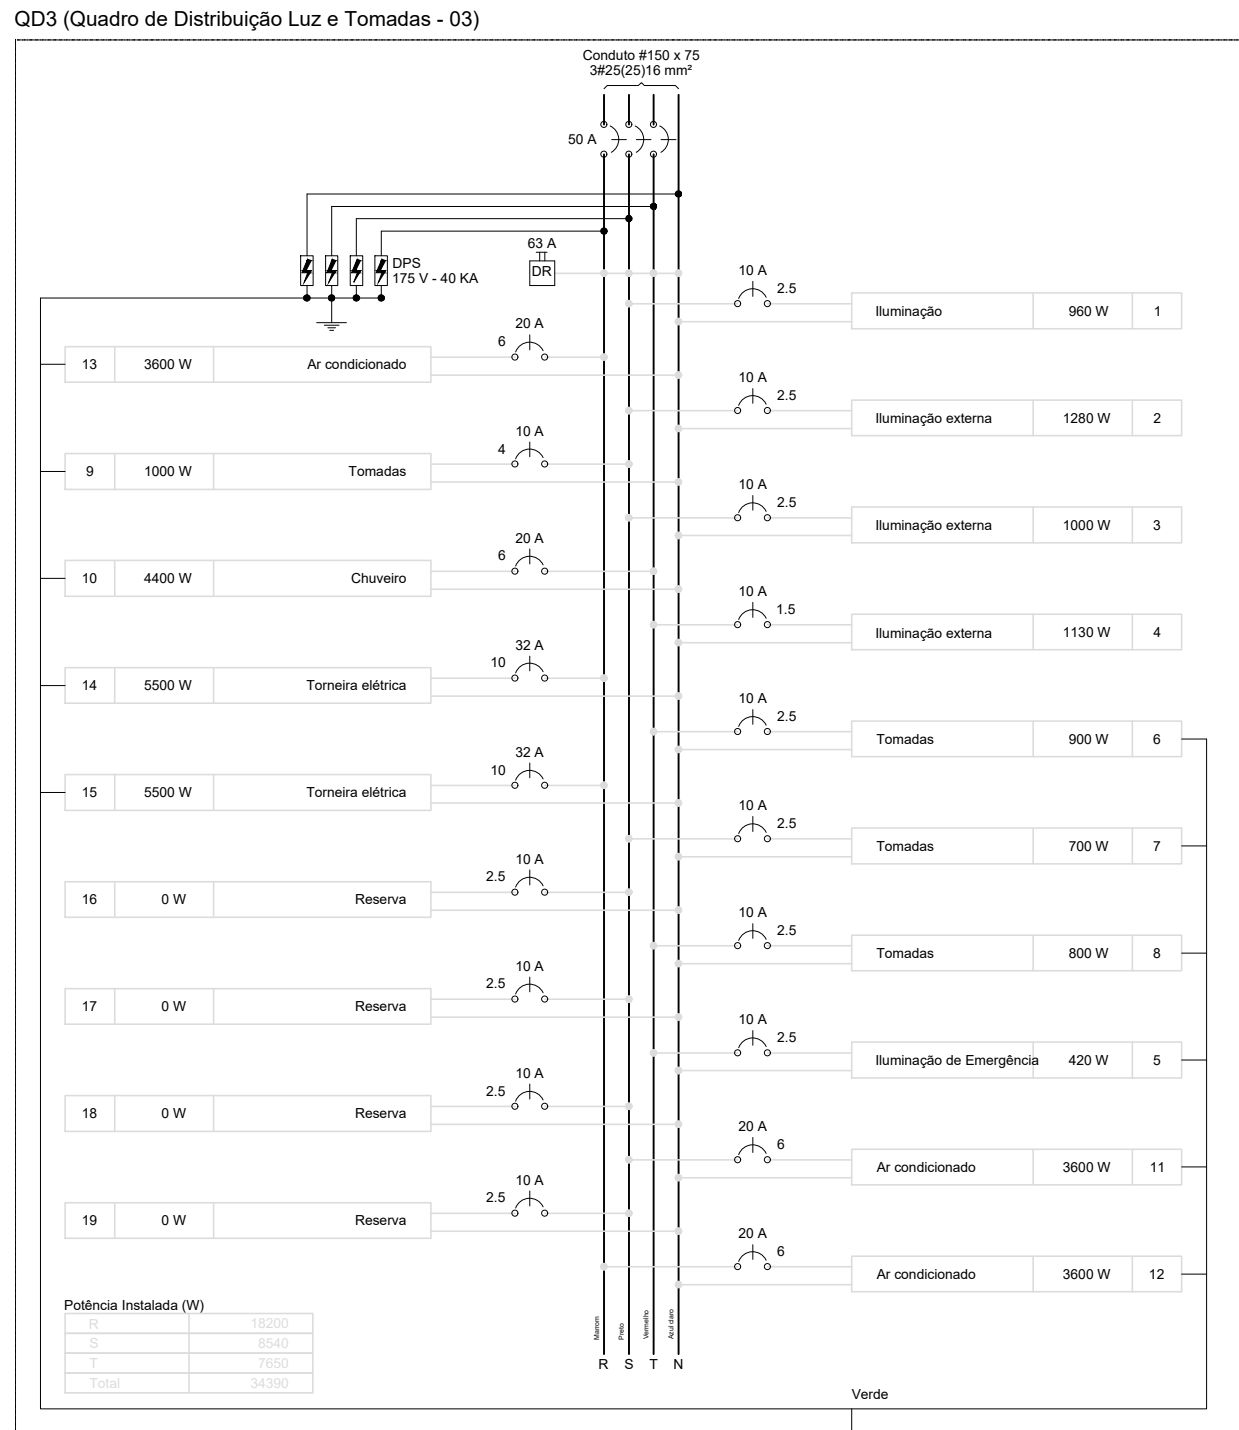 QD3 (Quadro de Distribuição Luz e Tomadas - 03)
Conduto #150 x 75
3#25(25)16 mm²
50 A
DPS
175 V - 40 KA
63 A
DR
10 A
2.5
Iluminação 960 W 1
20 A
6
13 3600 W Ar condicionado
10 A
2.5
Iluminação externa 1280 W 2
10 A
4
9 1000 W Tomadas
10 A
2.5
Iluminação externa 1000 W 3
20 A
6
10 4400 W Chuveiro
10 A
1.5
Iluminação externa 1130 W 4
32 A
10
14 5500 W Torneira elétrica
10 A
2.5
Tomadas 900 W 6
32 A
10
15 5500 W Torneira elétrica
10 A
2.5
Tomadas 700 W 7
10 A
2.5
16 0 W Reserva
10 A
2.5
Tomadas 800 W 8
10 A
2.5
17 0 W Reserva
10 A
2.5
Iluminação de Emergência 420 W 5
10 A
2.5
18 0 W Reserva
20 A
6
Ar condicionado 3600 W 11
10 A
2.5
19 0 W Reserva
20 A
6
Ar condicionado 3600 W 12
Potência Instalada (W)
R 18200
S 8540
T 7650
Total 34390
Marrom
Preto
Vermelho
Azul claro
R S T N
Verde